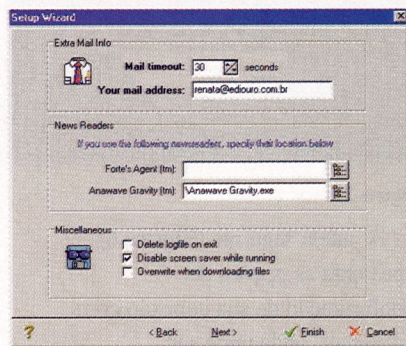 Setup Wizard
Extra Mail Info
Mail timeout: 30 seconds
Your mail address: renata@ediouro.com.br
News Readers
If you use the following newsreaders, specify their location below
Forte's Agent (tm):
Anawave Gravity (tm): \Anawave Gravity.exe
Miscellaneous
Delete logfile on exit
Disable screen saver while running
Overwrite when downloading files
? < Back Next > Finish Cancel